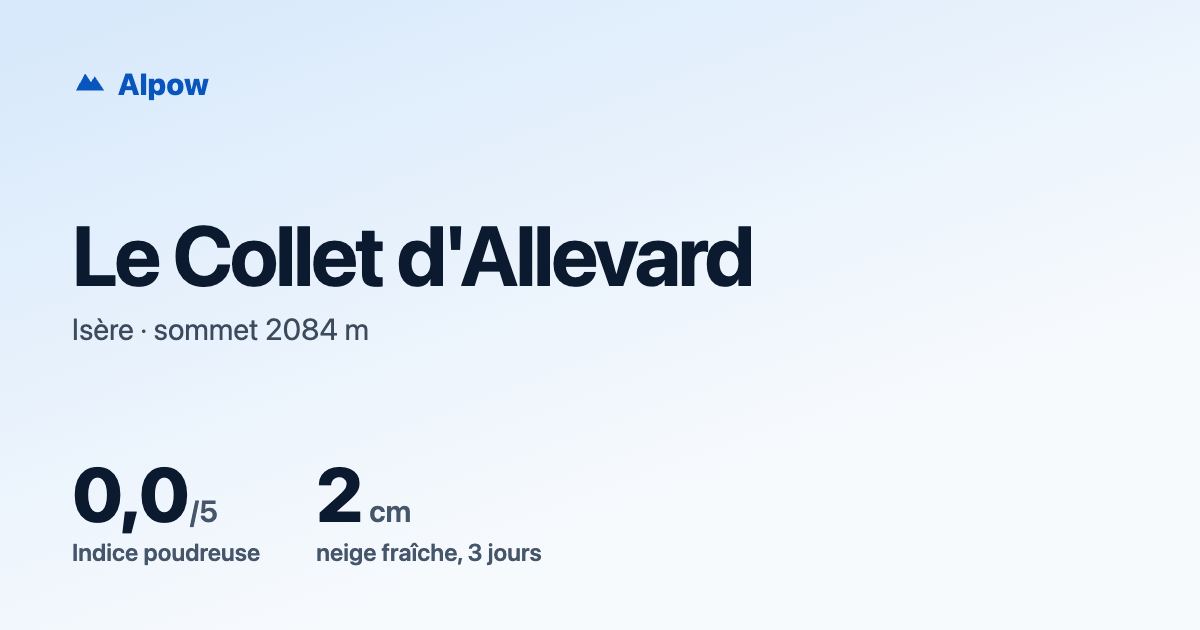 Alpow
Le Collet d'Allevard
Isère · sommet 2084 m
0,0/5
Indice poudreuse
2 cm
neige fraîche, 3 jours